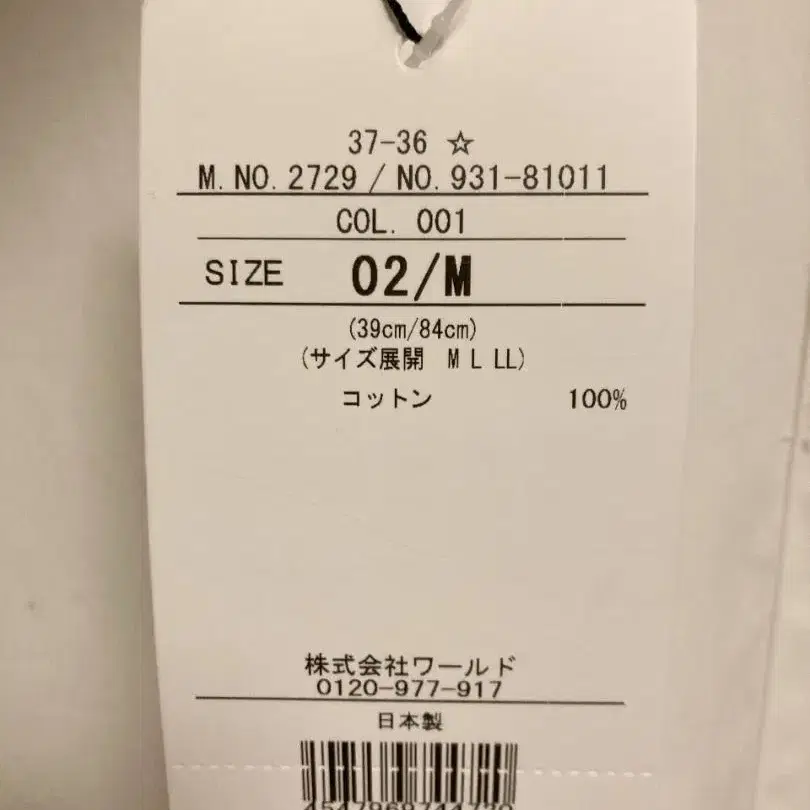 37-36 ☆
M.NO.2729 / NO.931-81011
COL. 001
SIZE 02/M
(39cm/84cm)
(サイズ展開 M L LL)
コットン 100%
株式会社ワールド
0120-977-917
日本製